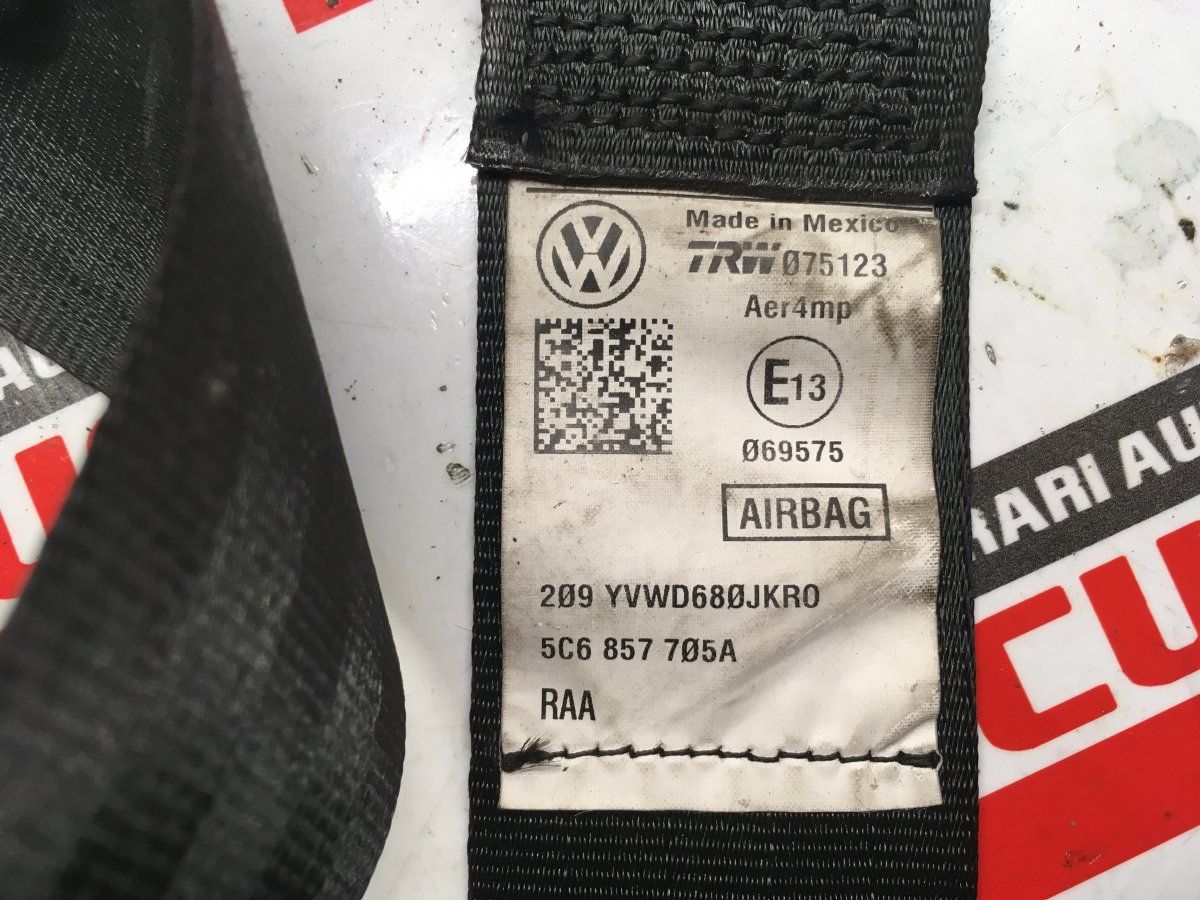 Made in Mexico
TRW Ø75123
Aer4mp
E13
Ø69575
AIRBAG
2Ø9 YVWD68ØJKRO
5C6 857 7Ø5A
RAA
RARI AU
CU